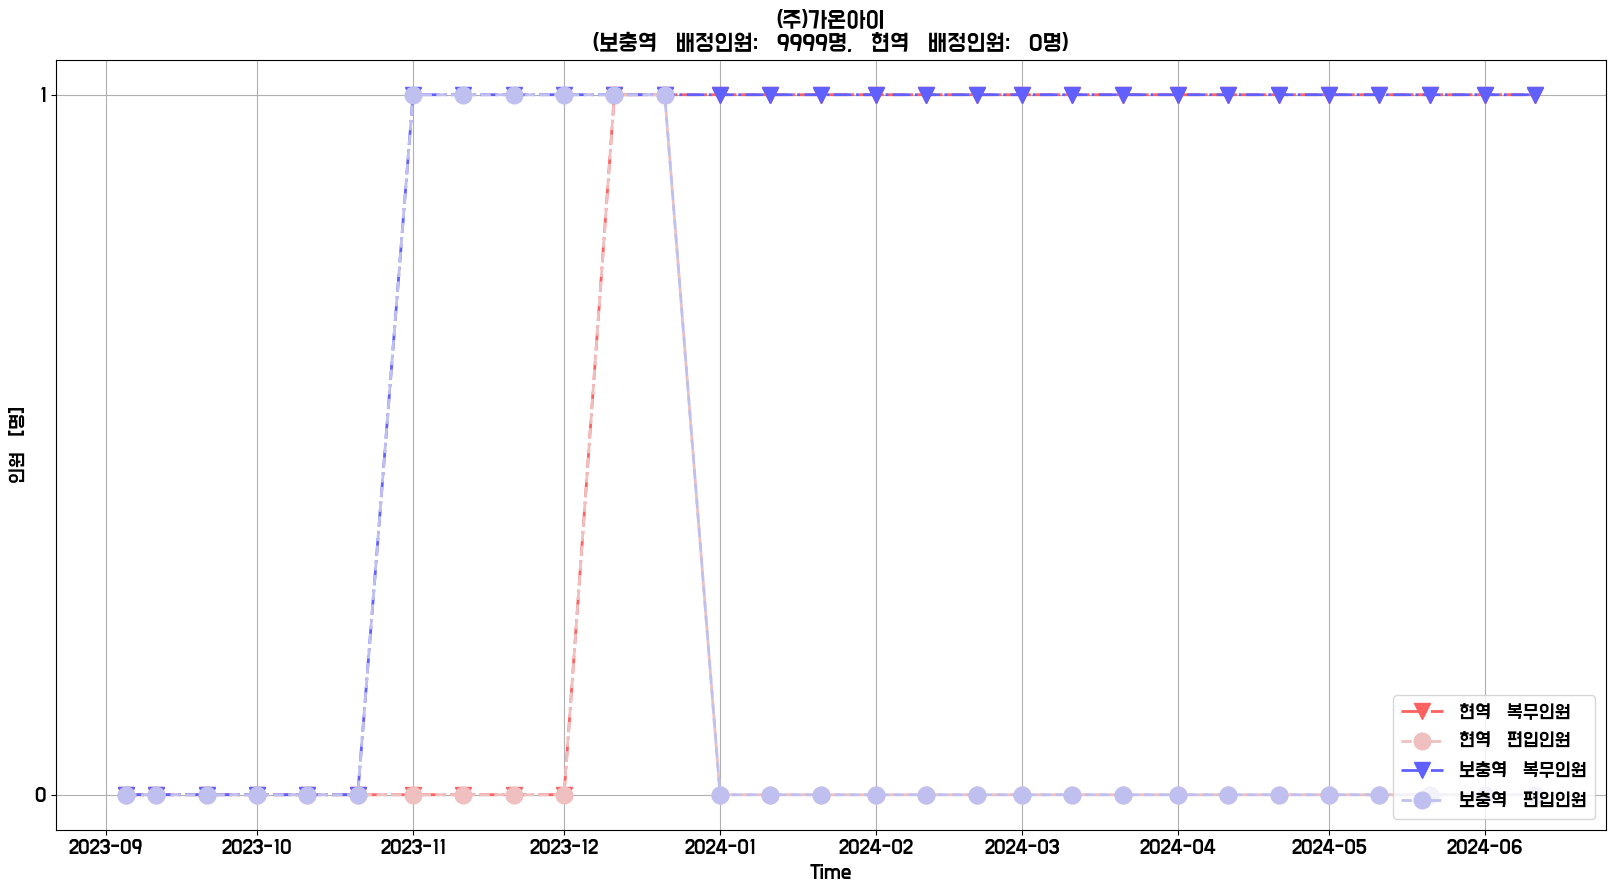 (주)가온아이
(보충역 배정인원: 9999명, 현역 배정인원: 0명)
1
인원 [명]
0
현역 복무인원
현역 편입인원
보충역 복무인원
보충역 편입인원
2023-09 2023-10 2023-11 2023-12 2024-01 2024-02 2024-03 2024-04 2024-05 2024-06
Time